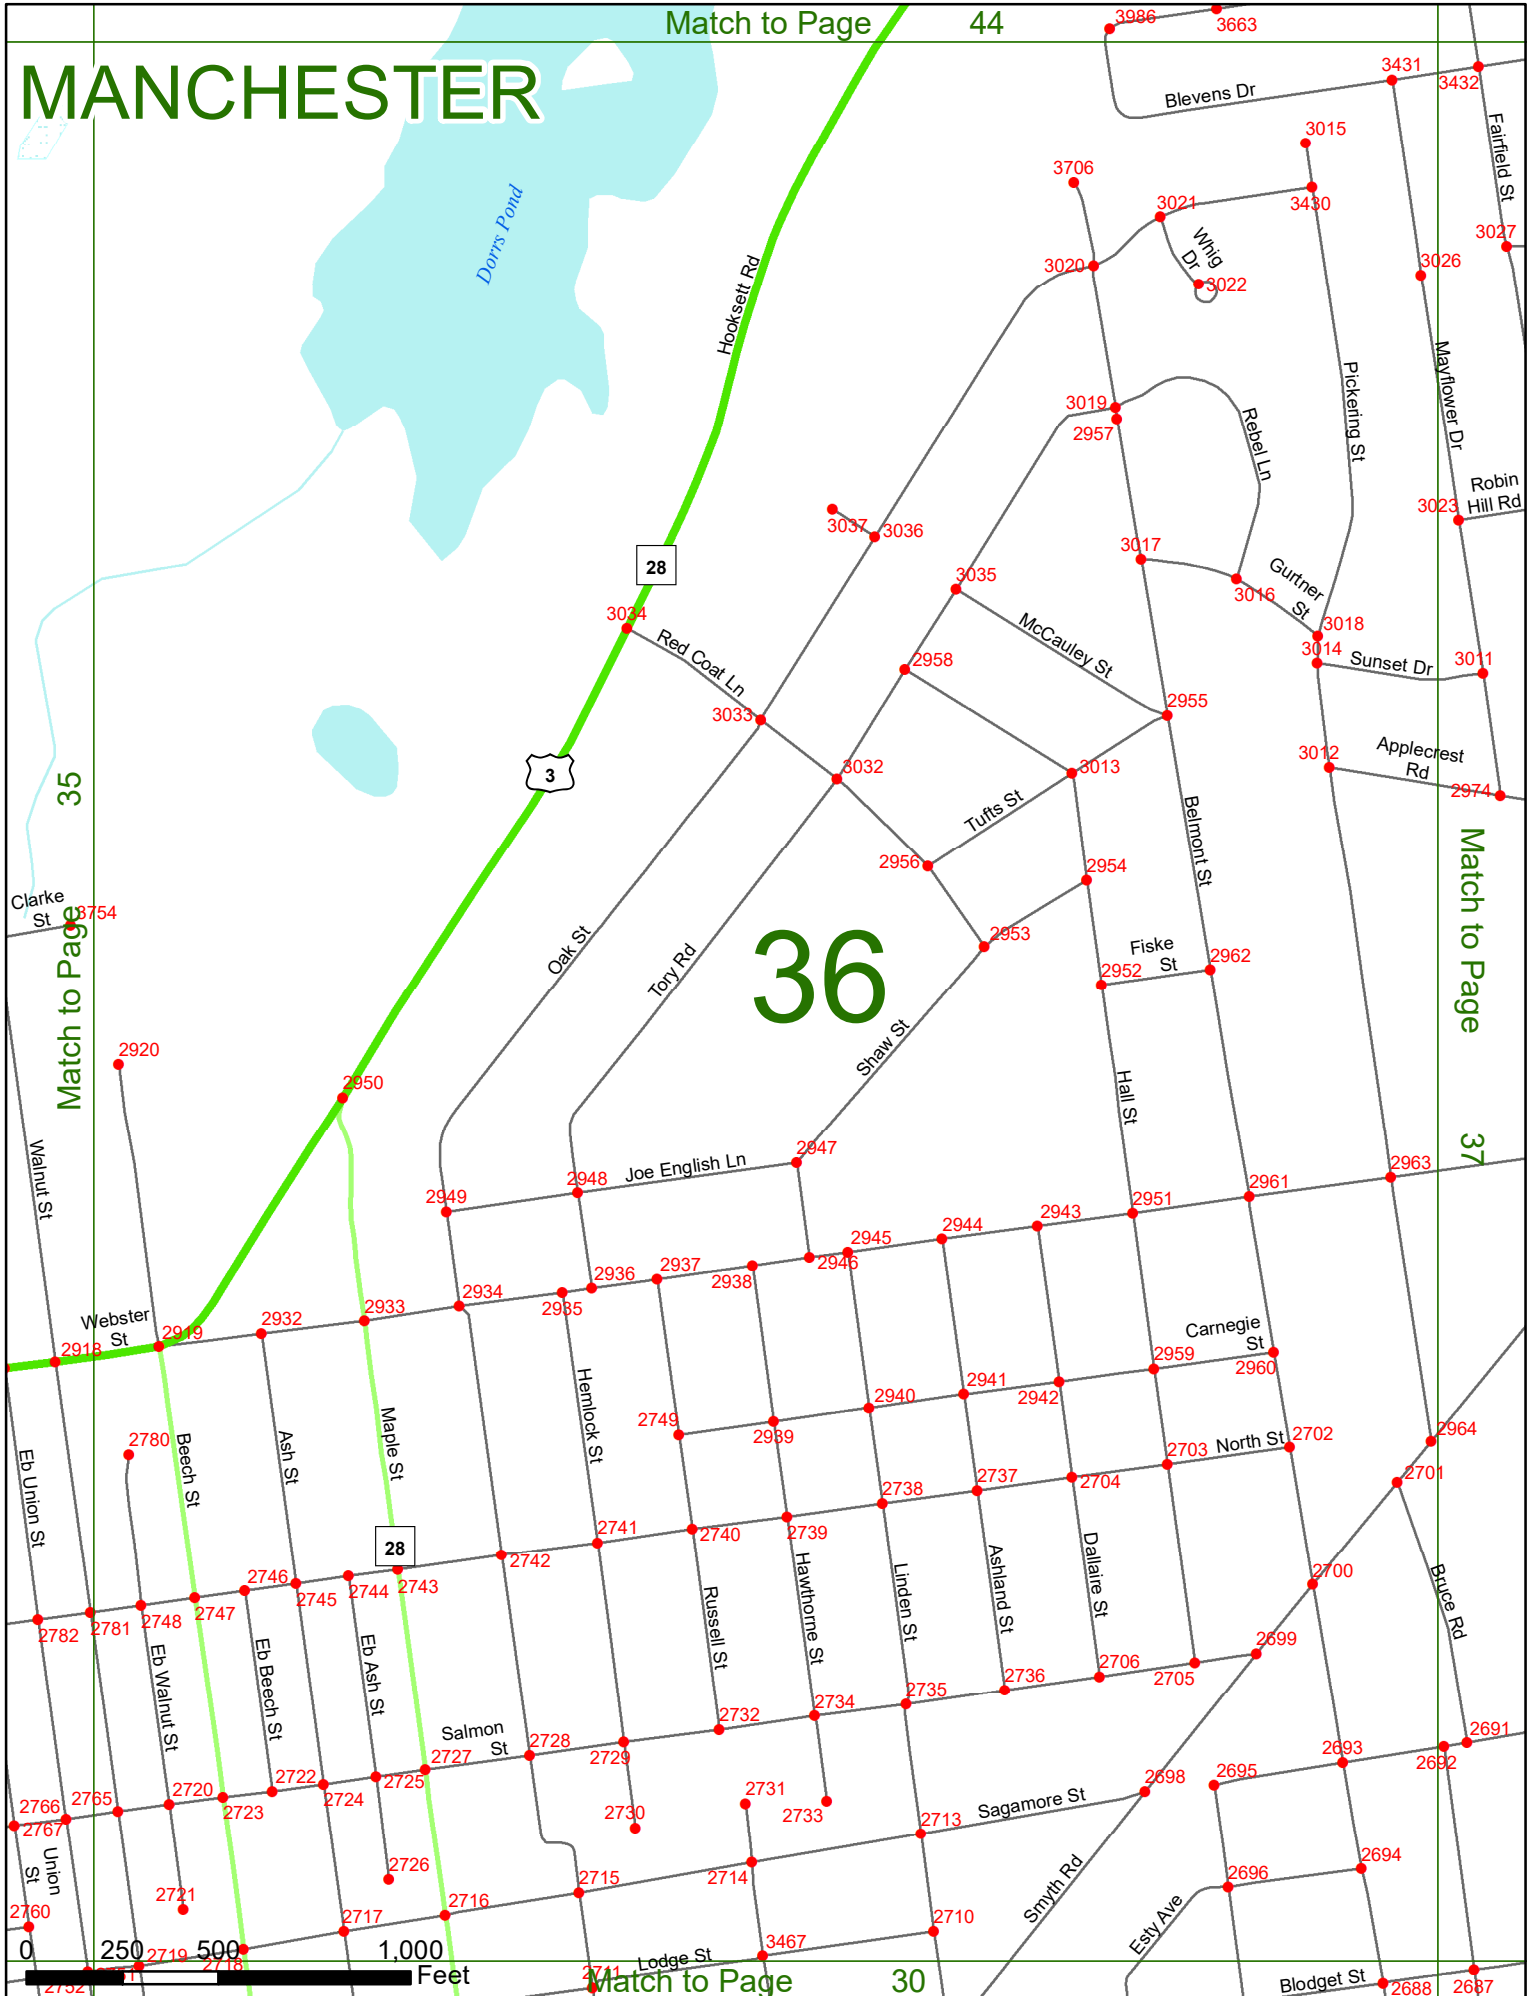 Match to Page 44
3986
3663
MANCHESTER
3431
3432
Blevens Dr
Fairfield St
3015
3706
3430
3021
Whig
Dr
3027
Dorrs Pond
3020
3026
3022
Hooksett Rd
Mayflower Dr
Pickering St
3019
2957
Rebel Ln
Robin
Hill Rd
3023
3037
3036
3017
28
3035
3016
Gurtner
St
3034
3018
Red Coat Ln
McCauley St
3014
Sunset Dr
3011
2958
3033
2955
3012
Applecrest
Rd
3
3032
3013
35
2974
Tufts St
Belmont St
Match to Page
2956
2954
Clarke
St
3754
Match to Page
Oak St
Tory Rd
36
2953
Fiske
St
2962
2952
Shaw St
2920
2950
Hall St
Walnut St
37
2947
Joe English Ln
2948
2963
2949
2961
2951
2943
2944
2945
2946
2937
2938
2936
2935
2934
2933
2932
Webster
St
2919
2918
Carnegie
St
2959
2960
Hemlock St
2941
2942
2940
Maple St
2749
2939
Ash St
2780
Beech St
Eb Union St
North St
2702
2703
2964
2701
2704
2737
2738
2739
2740
2741
2742
28
2743
2744
2745
2746
2747
2748
2781
2782
2700
Dallaire St
Ashland St
Linden St
Hawthorne St
Russell St
Bruce Rd
Eb Ash St
Eb Beech St
Eb Walnut St
2699
2706
2705
2736
2735
2734
2732
Salmon
St
2728
2729
2727
2725
2722
2724
2720
2723
2765
2766
2767
2691
2692
2693
2695
2698
Sagamore St
2731
2733
2730
2713
2694
2726
Union
St
2714
2715
2696
Smyth Rd
Esty Ave
2721
2716
2760
2717
2710
0 250 500 1,000
Feet
2719
2718
3467
Lodge St
2711
2752
Match to Page 30
Blodget St
2688
2687